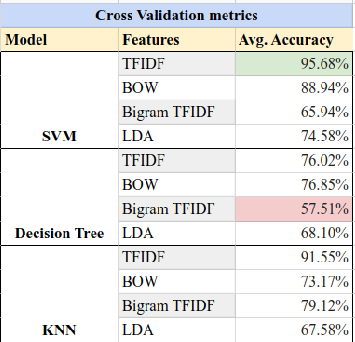 Cross Validation metrics
Model Features Avg. Accuracy
TFIDF 95.68%
BOW 88.94%
Bigram TFIDF 65.94%
SVM LDA 74.58%
TFIDF 76.02%
BOW 76.85%
Bigram TFIDF 57.51%
Decision Tree LDA 68.10%
TFIDF 91.55%
BOW 73.17%
Bigram TFIDF 79.12%
KNN LDA 67.58%